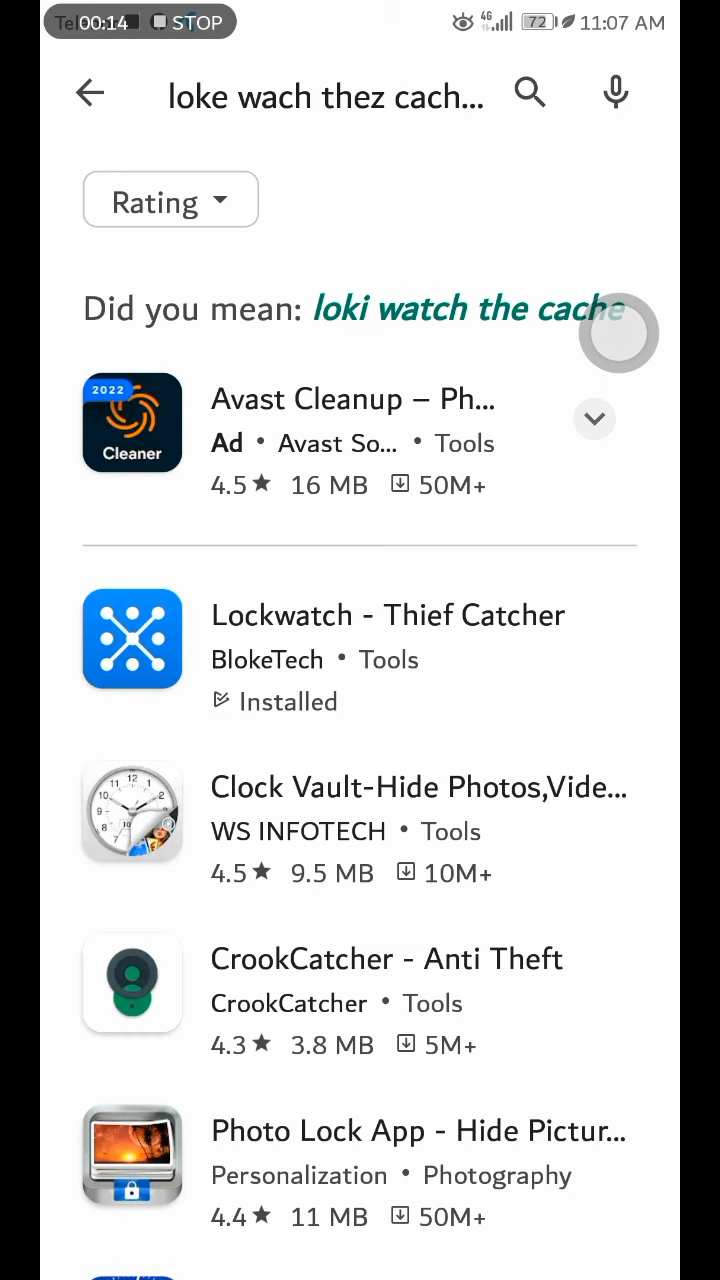 00:14 STOP 4G 72 11:07 AM
loke wach thez cach...
Rating
Did you mean: loki watch the cache
2022
Cleaner
Avast Cleanup – Ph...
Ad • Avast So... • Tools
4.5★ 16 MB 50M+
Lockwatch - Thief Catcher
BlokeTech • Tools
Installed
Clock Vault-Hide Photos,Vide...
WS INFOTECH • Tools
4.5★ 9.5 MB 10M+
CrookCatcher - Anti Theft
CrookCatcher • Tools
4.3★ 3.8 MB 5M+
Photo Lock App - Hide Pictur...
Personalization • Photography
4.4★ 11 MB 50M+